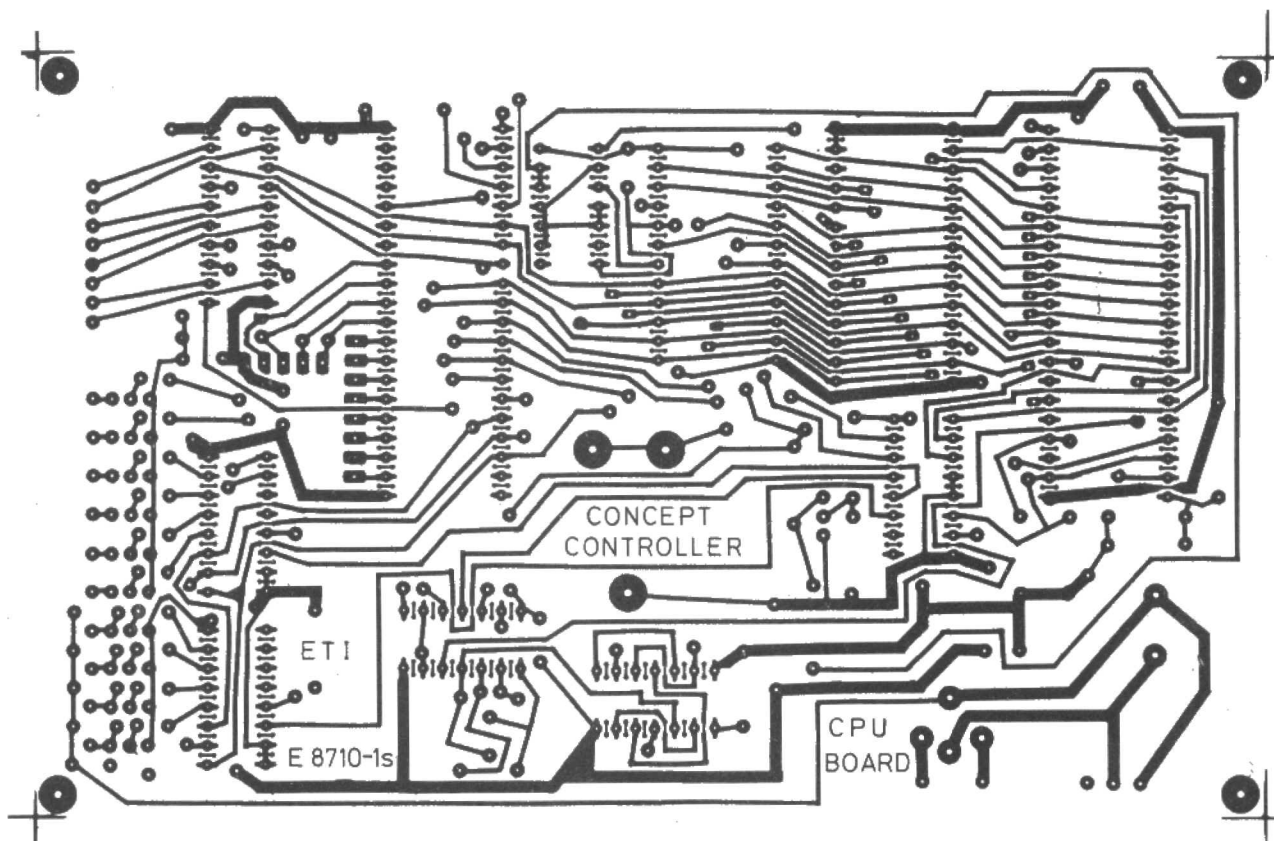 CONCEPT
CONTROLLER
ETI
E 8710-1s
CPU
BOARD